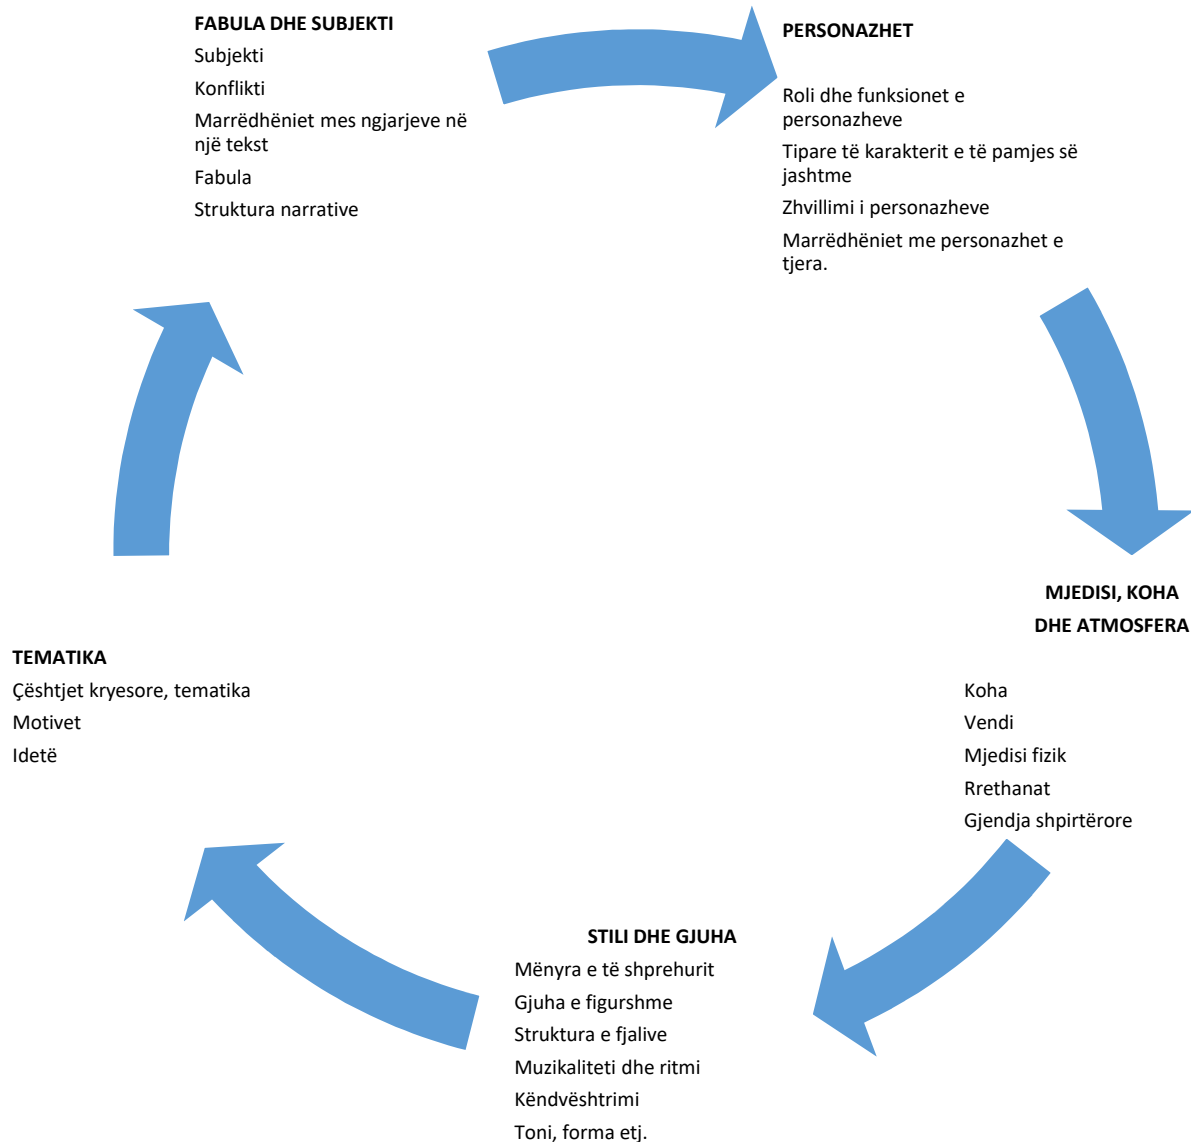 FABULA DHE SUBJEKTI
Subjekti
Konflikti
Marrëdhëniet mes ngjarjeve në
një tekst
Fabula
Struktura narrative
PERSONAZHET
Roli dhe funksionet e
personazheve
Tipare të karakterit e të pamjes së
jashtme
Zhvillimi i personazheve
Marrëdhëniet me personazhet e
tjera.
MJEDISI, KOHA
DHE ATMOSFERA
Koha
Vendi
Mjedisi fizik
Rrethanat
Gjendja shpirtërore
STILI DHE GJUHA
Mënyra e të shprehurit
Gjuha e figurshme
Struktura e fjalive
Muzikaliteti dhe ritmi
Këndvështrimi
Toni, forma etj.
TEMATIKA
Çështjet kryesore, tematika
Motivet
Idetë